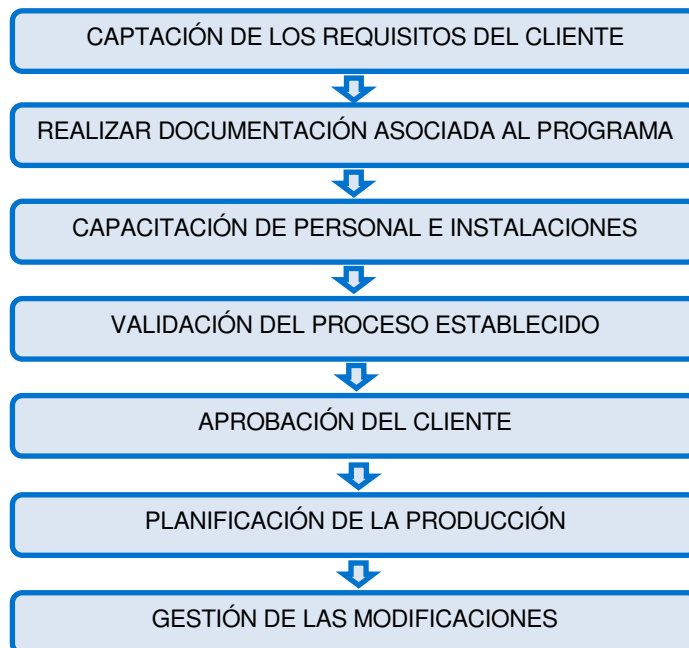 CAPTACIÓN DE LOS REQUISITOS DEL CLIENTE
REALIZAR DOCUMENTACIÓN ASOCIADA AL PROGRAMA
CAPACITACIÓN DE PERSONAL E INSTALACIONES
VALIDACIÓN DEL PROCESO ESTABLECIDO
APROBACIÓN DEL CLIENTE
PLANIFICACIÓN DE LA PRODUCCIÓN
GESTIÓN DE LAS MODIFICACIONES